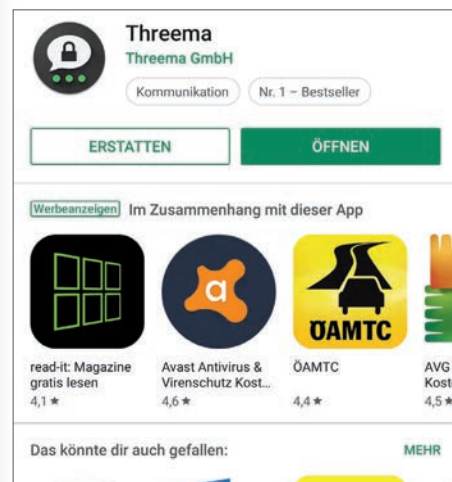 Threema
Threema GmbH
Kommunikation
Nr. 1 – Bestseller
ERSTATTEN
ÖFFNEN
Werbeanzeigen Im Zusammenhang mit dieser App
a
ÖAMTC
read-it: Magazine
gratis lesen
4,1 ★
Avast Antivirus &
Virenschutz Kost...
4,6 ★
ÖAMTC
4,4 ★
AVG
Kost
4,5 ★
Das könnte dir auch gefallen:
MEHR